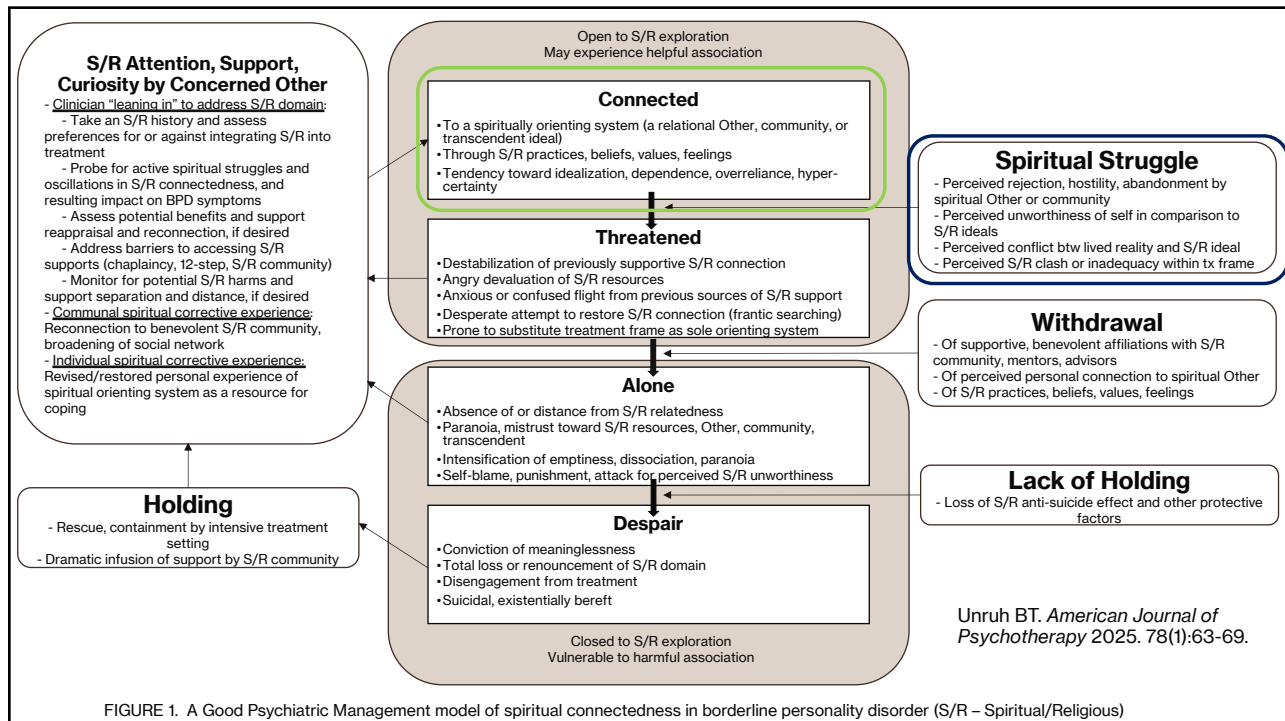 S/R Attention, Support,
Curiosity by Concerned Other
- Clinician “leaning in” to address S/R domain:
- Take an S/R history and assess
preferences for or against integrating S/R into
treatment
- Probe for active spiritual struggles and
oscillations in S/R connectedness, and
resulting impact on BPD symptoms
- Assess potential benefits and support
reappraisal and reconnection, if desired
- Address barriers to accessing S/R
supports (chaplaincy, 12-step, S/R community)
- Monitor for potential S/R harms and
support separation and distance, if desired
- Communal spiritual corrective experience:
Reconnection to benevolent S/R community,
broadening of social network
- Individual spiritual corrective experience:
Revised/restored personal experience of
spiritual orienting system as a resource for
coping
Holding
- Rescue, containment by intensive treatment
setting
- Dramatic infusion of support by S/R community
Open to S/R exploration
May experience helpful association
Connected
•To a spiritually orienting system (a relational Other, community, or
transcendent ideal)
•Through S/R practices, beliefs, values, feelings
•Tendency toward idealization, dependence, overreliance, hyper-
certainty
Threatened
•Destabilization of previously supportive S/R connection
•Angry devaluation of S/R resources
•Anxious or confused flight from previous sources of S/R support
•Desperate attempt to restore S/R connection (frantic searching)
•Prone to substitute treatment frame as sole orienting system
Alone
•Absence of or distance from S/R relatedness
•Paranoia, mistrust toward S/R resources, Other, community,
transcendent
•Intensification of emptiness, dissociation, paranoia
•Self-blame, punishment, attack for perceived S/R unworthiness
Despair
•Conviction of meaninglessness
•Total loss or renouncement of S/R domain
•Disengagement from treatment
•Suicidal, existentially bereft
Closed to S/R exploration
Vulnerable to harmful association
Spiritual Struggle
- Perceived rejection, hostility, abandonment by
spiritual Other or community
- Perceived unworthiness of self in comparison to
S/R ideals
- Perceived conflict btw lived reality and S/R ideal
- Perceived S/R clash or inadequacy within tx frame
Withdrawal
- Of supportive, benevolent affiliations with S/R
community, mentors, advisors
- Of perceived personal connection to spiritual Other
- Of S/R practices, beliefs, values, feelings
Lack of Holding
- Loss of S/R anti-suicide effect and other protective
factors
Unruh BT. American Journal of
Psychotherapy 2025. 78(1):63-69.
FIGURE 1. A Good Psychiatric Management model of spiritual connectedness in borderline personality disorder (S/R – Spiritual/Religious)